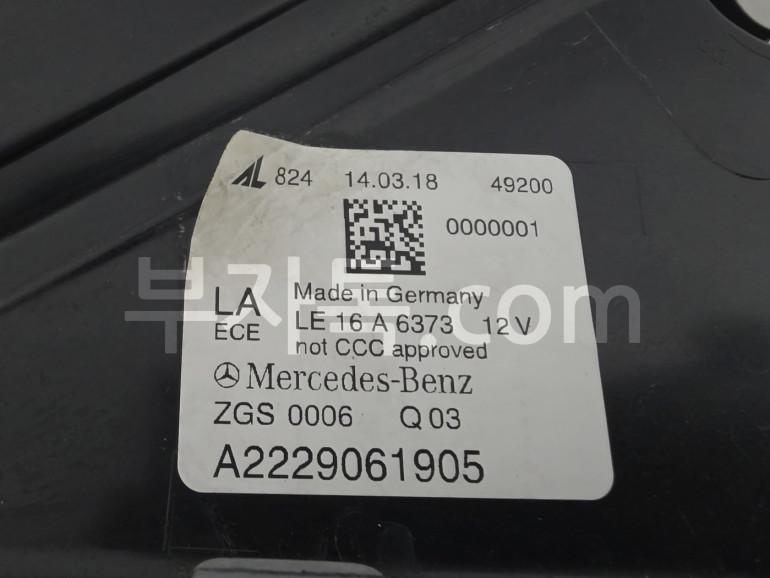 AL 824 14.03.18 49200
0000001
LA Made in Germany
ECE LE 16 A 6373 12 V
not CCC approved
Mercedes-Benz
ZGS 0006 Q 03
A2229061905
부자독.com